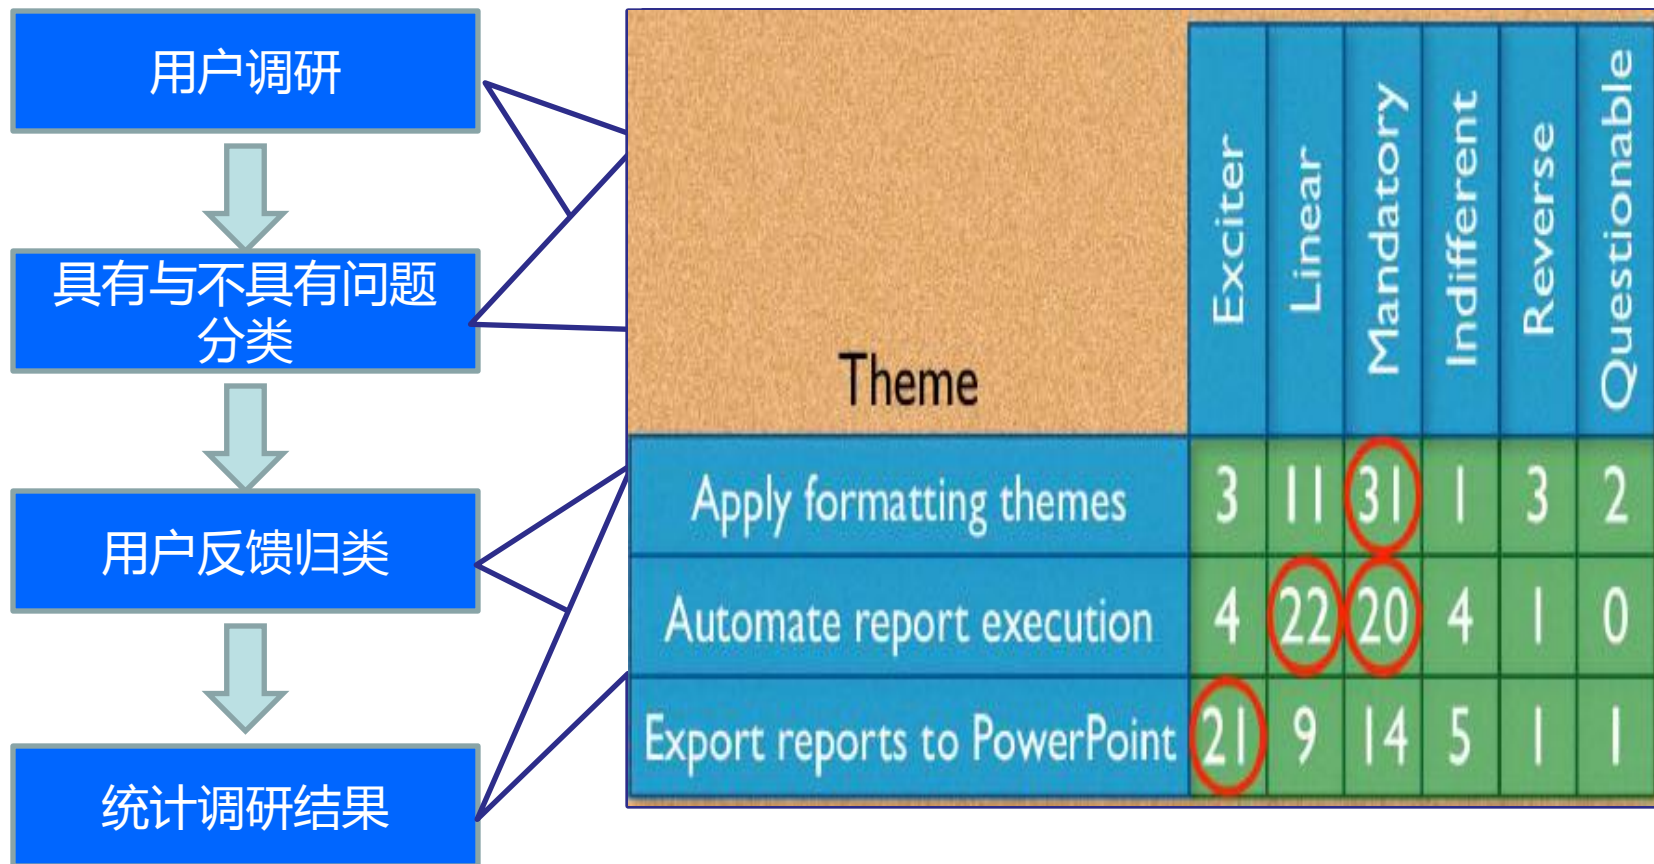 用户调研
具有与不具有问题
分类
用户反馈归类
统计调研结果
Theme
Exciter
Linear
Mandatory
Indifferent
Reverse
Questionable
Apply formatting themes 3 11 31 1 3 2
Automate report execution 4 22 20 4 1 0
Export reports to PowerPoint 21 9 14 5 1 1